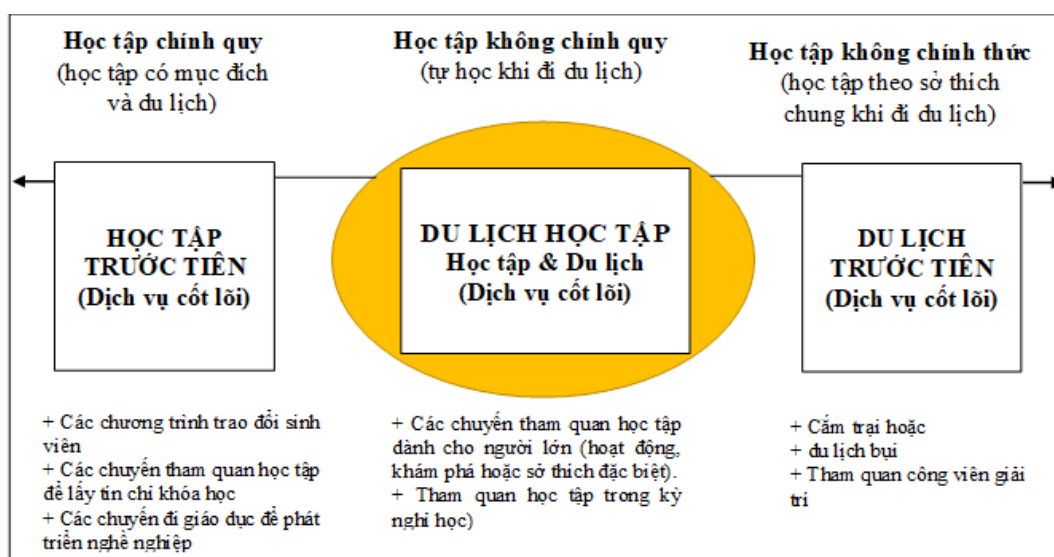 Học tập chính quy
(học tập có mục đích
và du lịch)
Học tập không chính quy
(tự học khi đi du lịch)
Học tập không chính thức
(học tập theo sở thích
chung khi đi du lịch)
HỌC TẬP
TRƯỚC TIÊN
(Dịch vụ cốt lõi)
DU LỊCH HỌC TẬP
Học tập & Du lịch
(Dịch vụ cốt lõi)
DU LỊCH
TRƯỚC TIÊN
(Dịch vụ cốt lõi)
+ Các chương trình trao đổi sinh
viên
+ Các chuyến tham quan học tập
để lấy tín chỉ khóa học
+ Các chuyến đi giáo dục để phát
triển nghề nghiệp
+ Các chuyến tham quan học tập
dành cho người lớn (hoạt động,
khám phá hoặc sở thích đặc biệt).
+ Tham quan học tập trong kỳ
nghỉ học)
+ Cắm trại hoặc
+ du lịch bụi
+ Tham quan công viên giải
trí